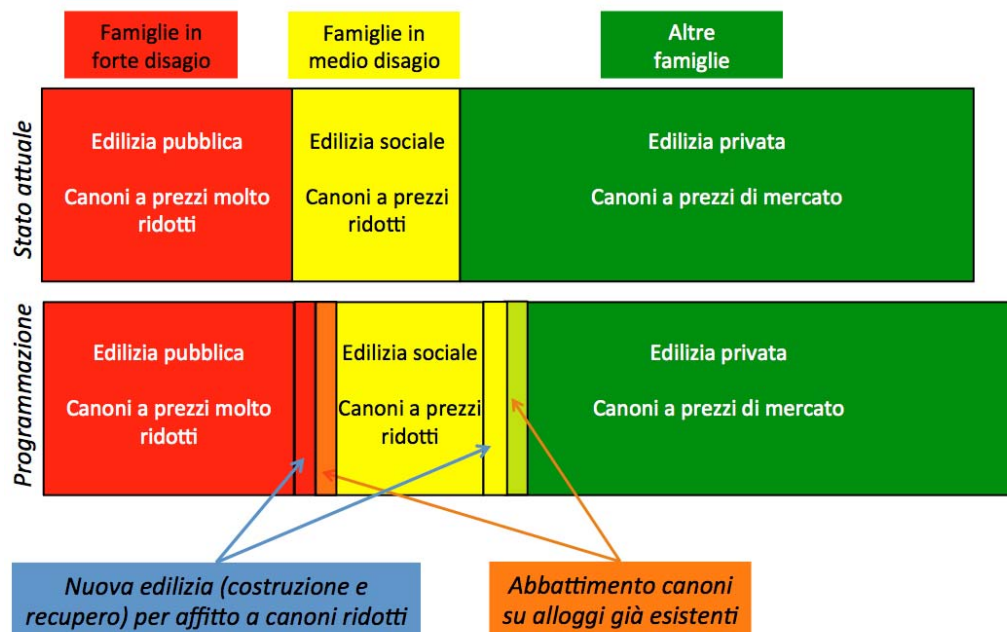 Famiglie in
forte disagio
Famiglie in
medio disagio
Altre
famiglie
Stato attuale
Edilizia pubblica
Canoni a prezzi molto
ridotti
Edilizia sociale
Canoni a prezzi
ridotti
Edilizia privata
Canoni a prezzi di mercato
Programmazione
Edilizia pubblica
Canoni a prezzi molto
ridotti
Edilizia sociale
Canoni a prezzi
ridotti
Edilizia privata
Canoni a prezzi di mercato
Nuova edilizia (costruzione e
recupero) per affitto a canoni ridotti
Abbattimento canoni
su alloggi già esistenti